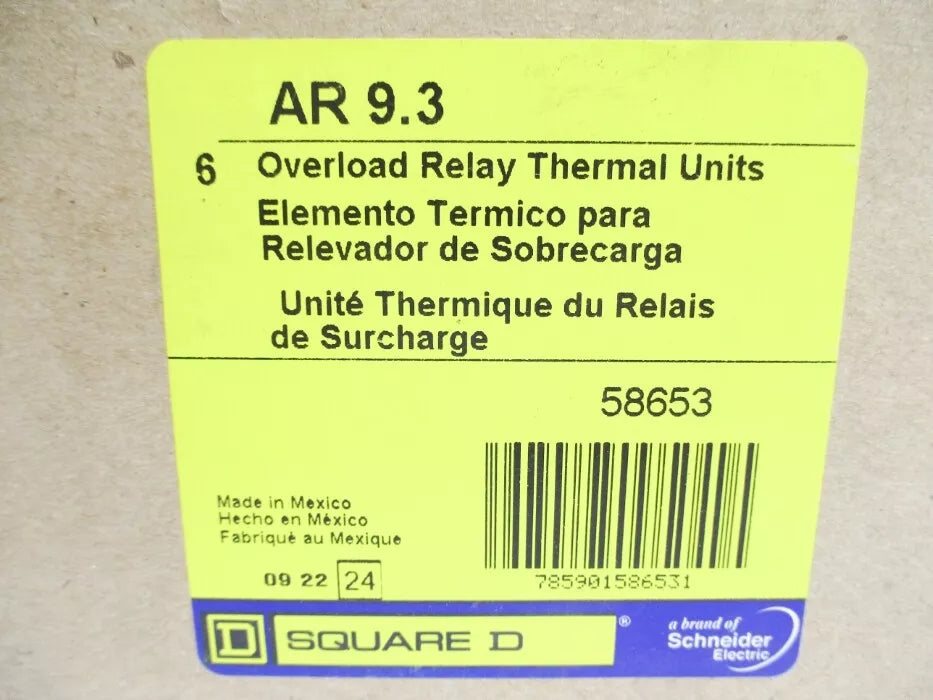 AR 9.3
6 Overload Relay Thermal Units
Elemento Termico para
Relevador de Sobrecarga
Unité Thermique du Relais
de Surcharge
58653
Made in Mexico
Hecho en México
Fabriquè au Mexique
09 22 24
785901586531
D SQUARE D ®
a brand of
Schneider
Electric